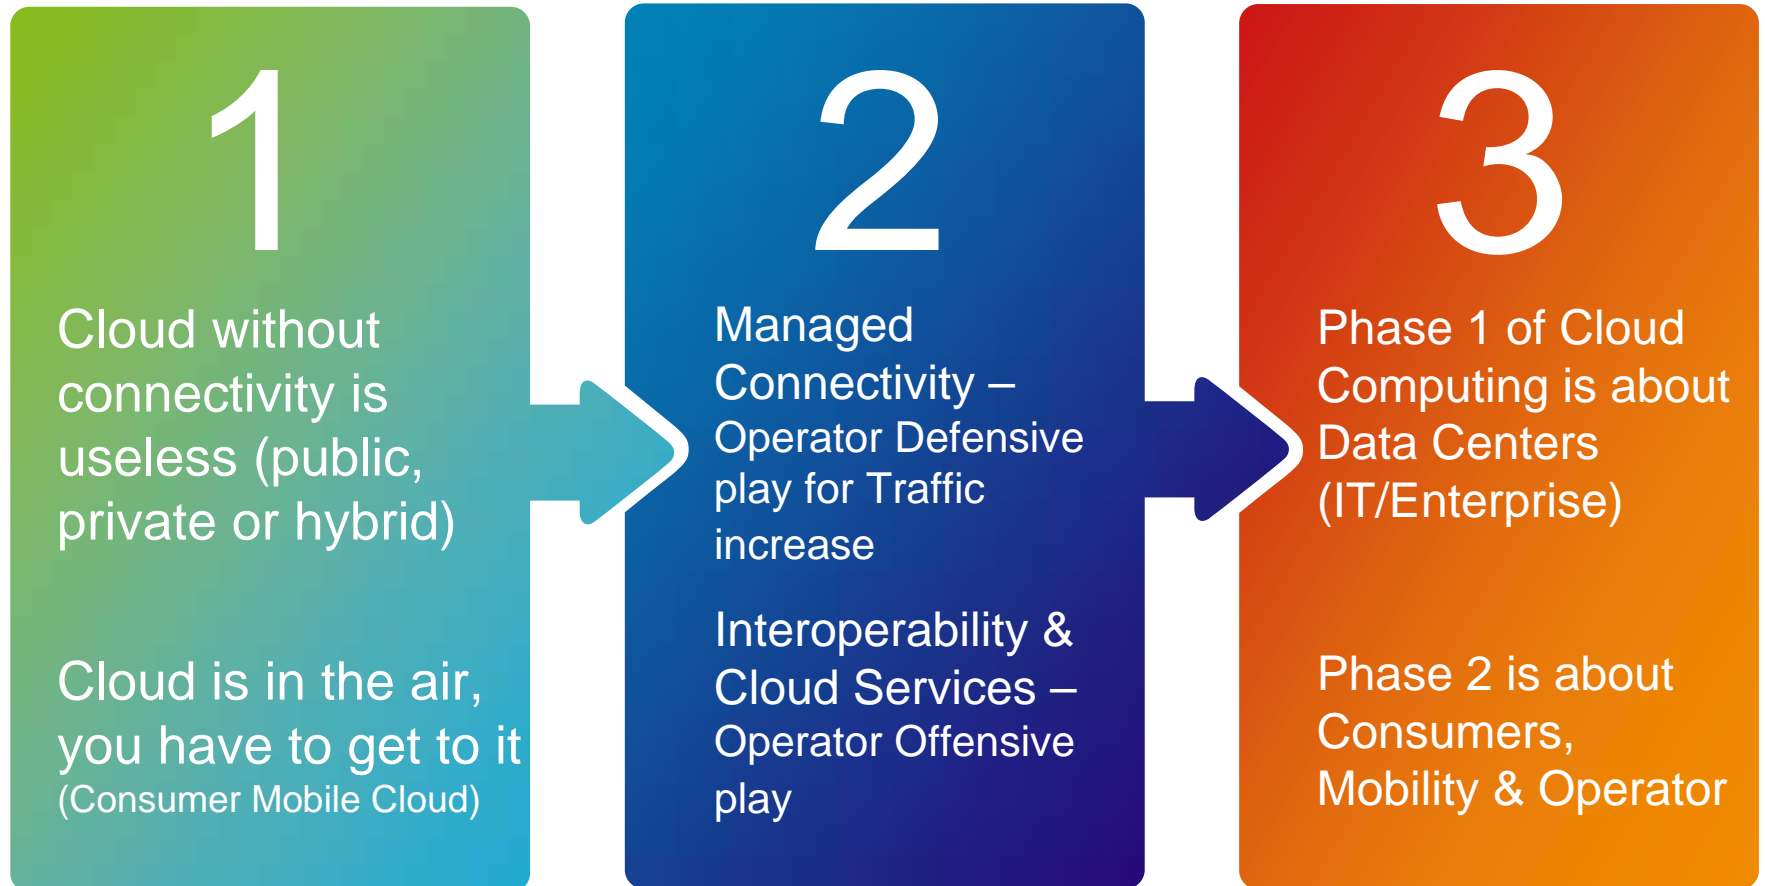 1
Cloud without
connectivity is
useless (public,
private or hybrid)
Cloud is in the air,
you have to get to it
(Consumer Mobile Cloud)
2
Managed
Connectivity –
Operator Defensive
play for Traffic
increase
Interoperability &
Cloud Services –
Operator Offensive
play
3
Phase 1 of Cloud
Computing is about
Data Centers
(IT/Enterprise)
Phase 2 is about
Consumers,
Mobility & Operator